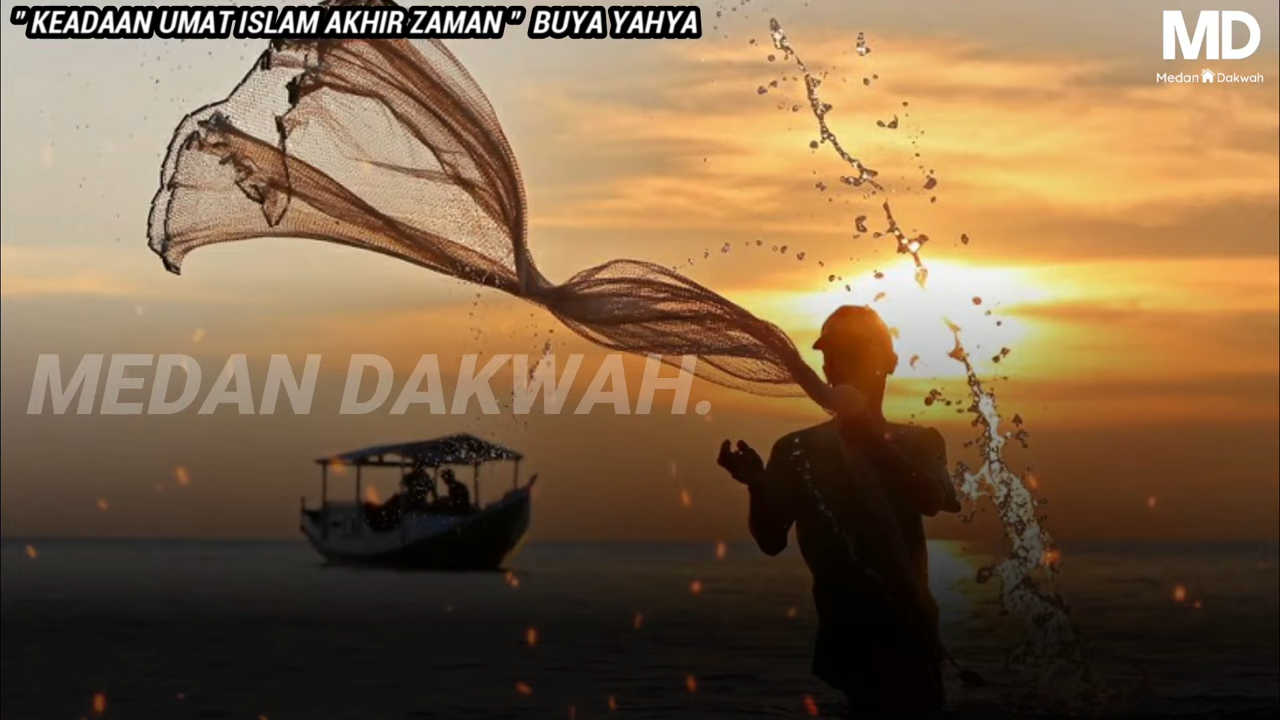 " KEADAAN UMAT ISLAM AKHIR ZAMAN " BUYA YAHYA
MD
Medan Dakwah
MEDAN DAKWAH.